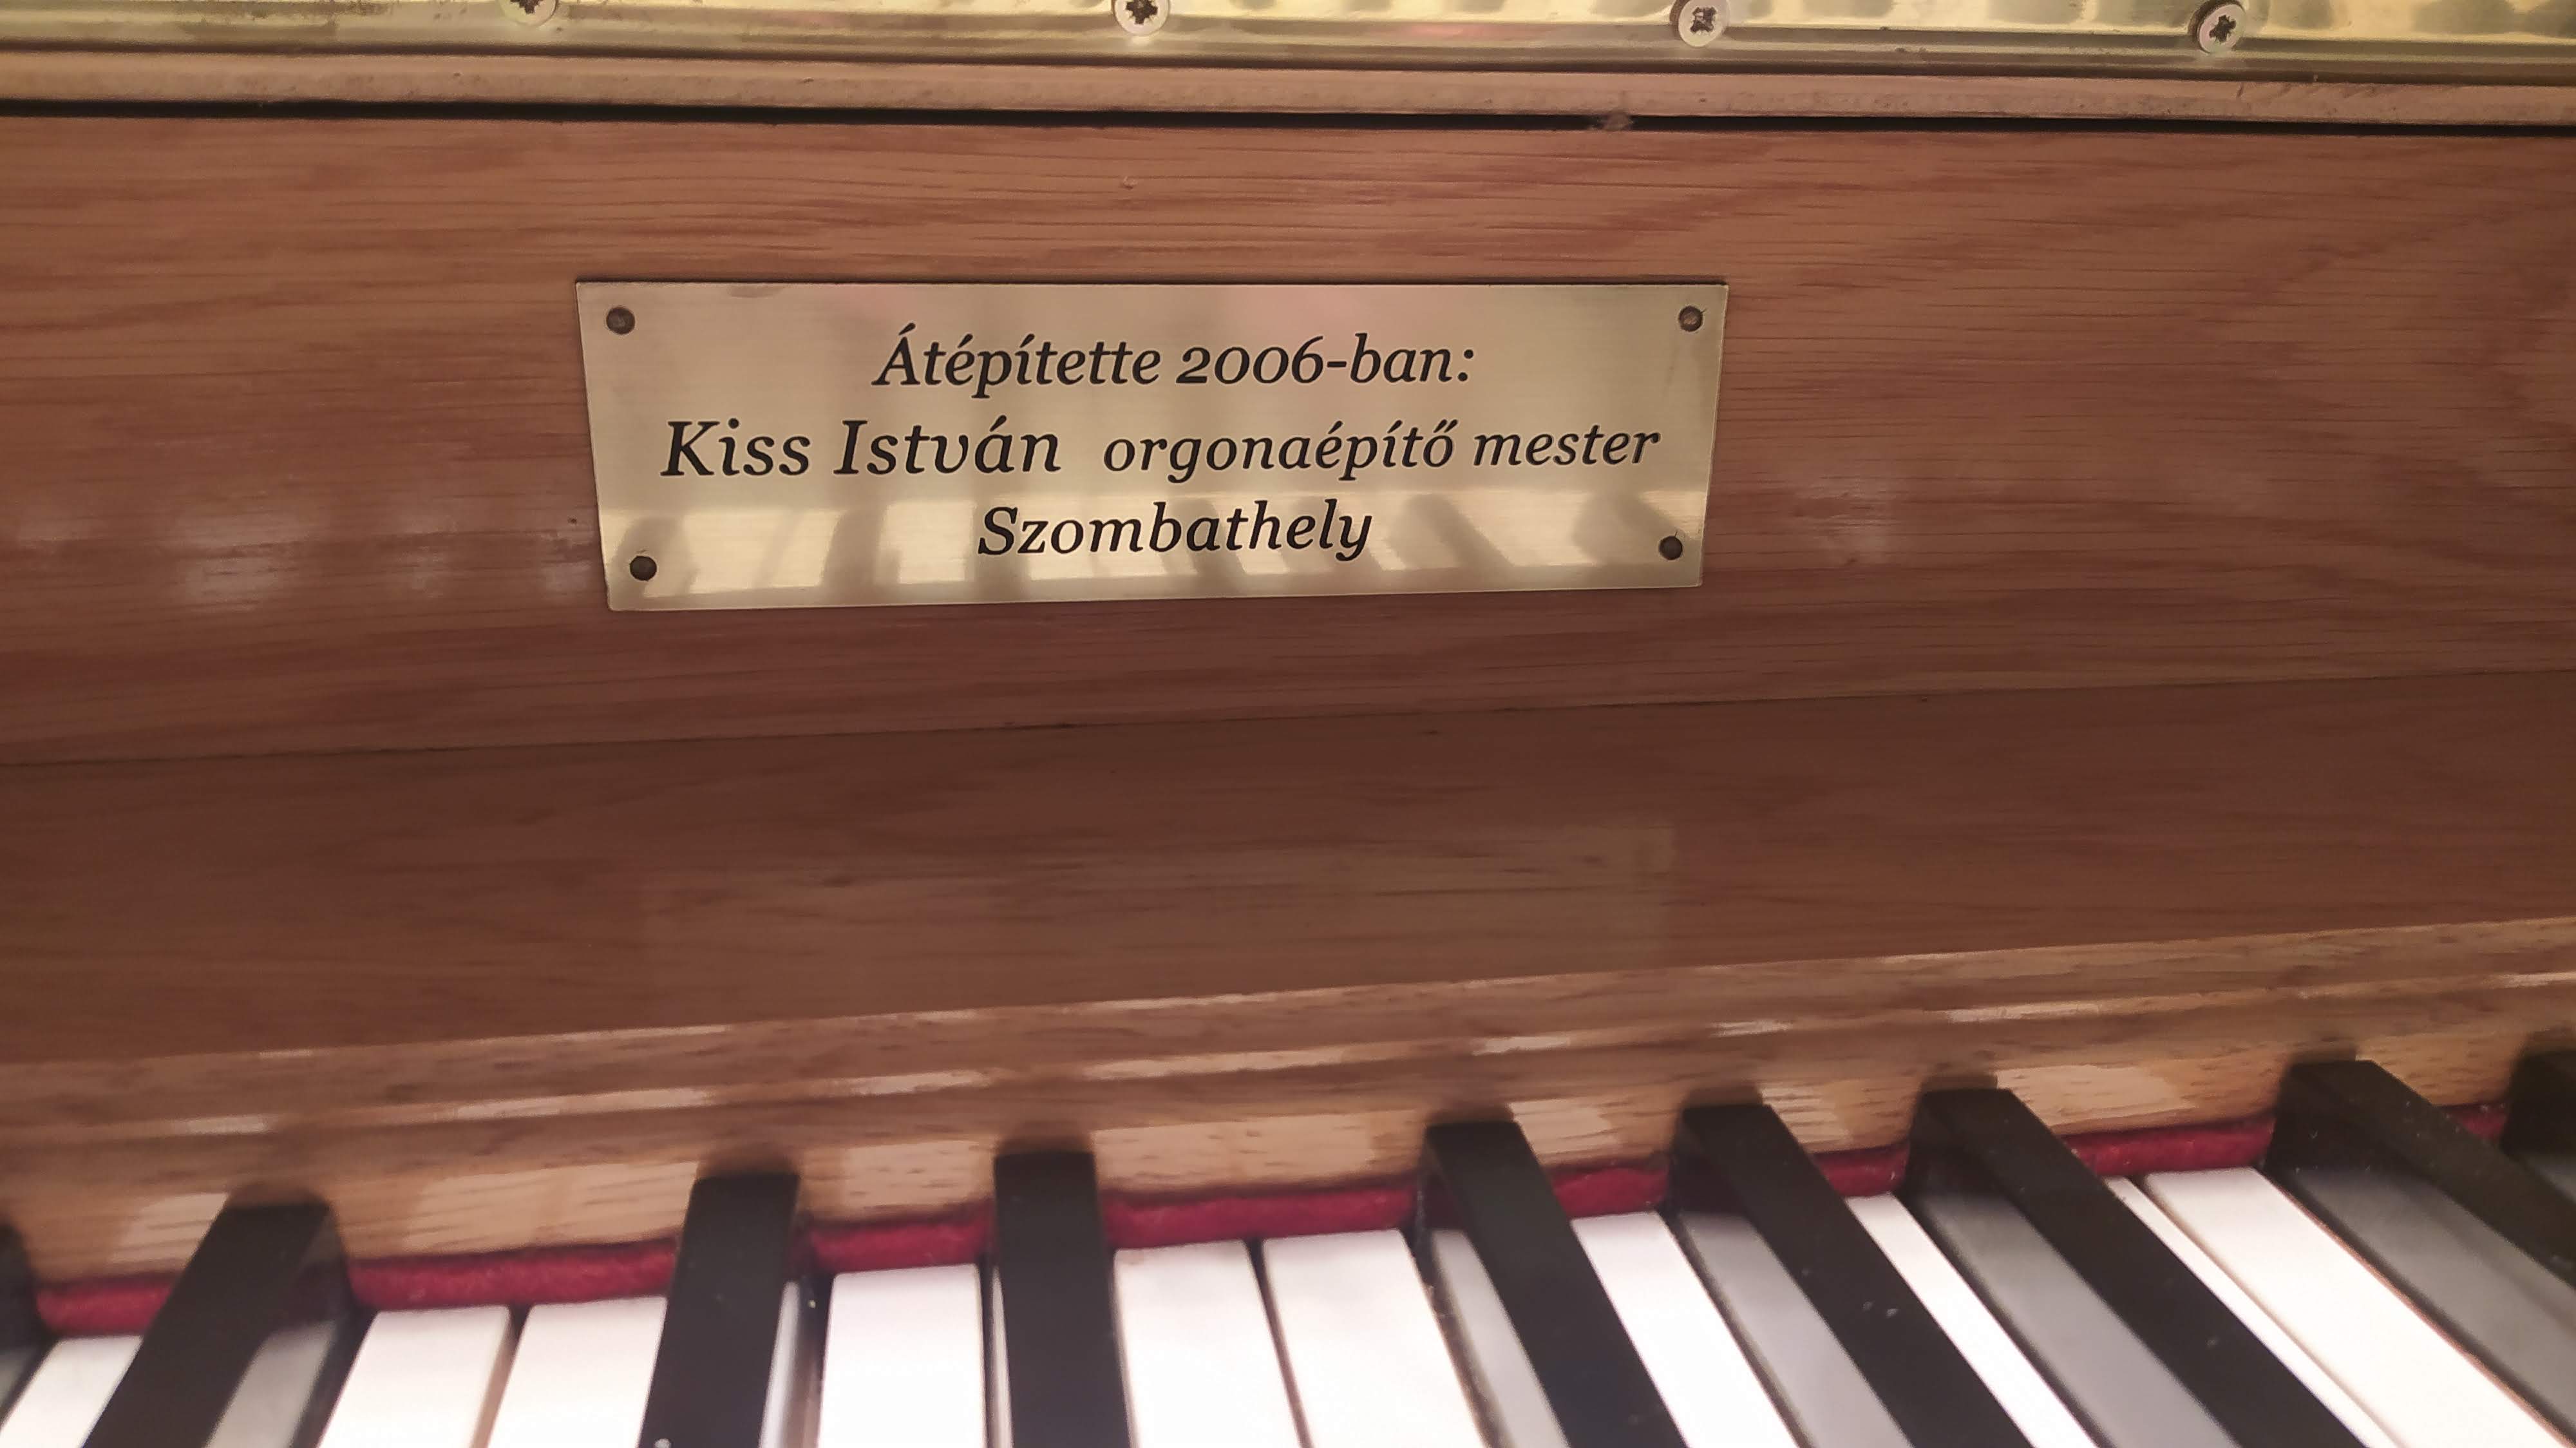 Átépítette 2006-ban:
Kiss István orgonaépítő mester
Szombathely